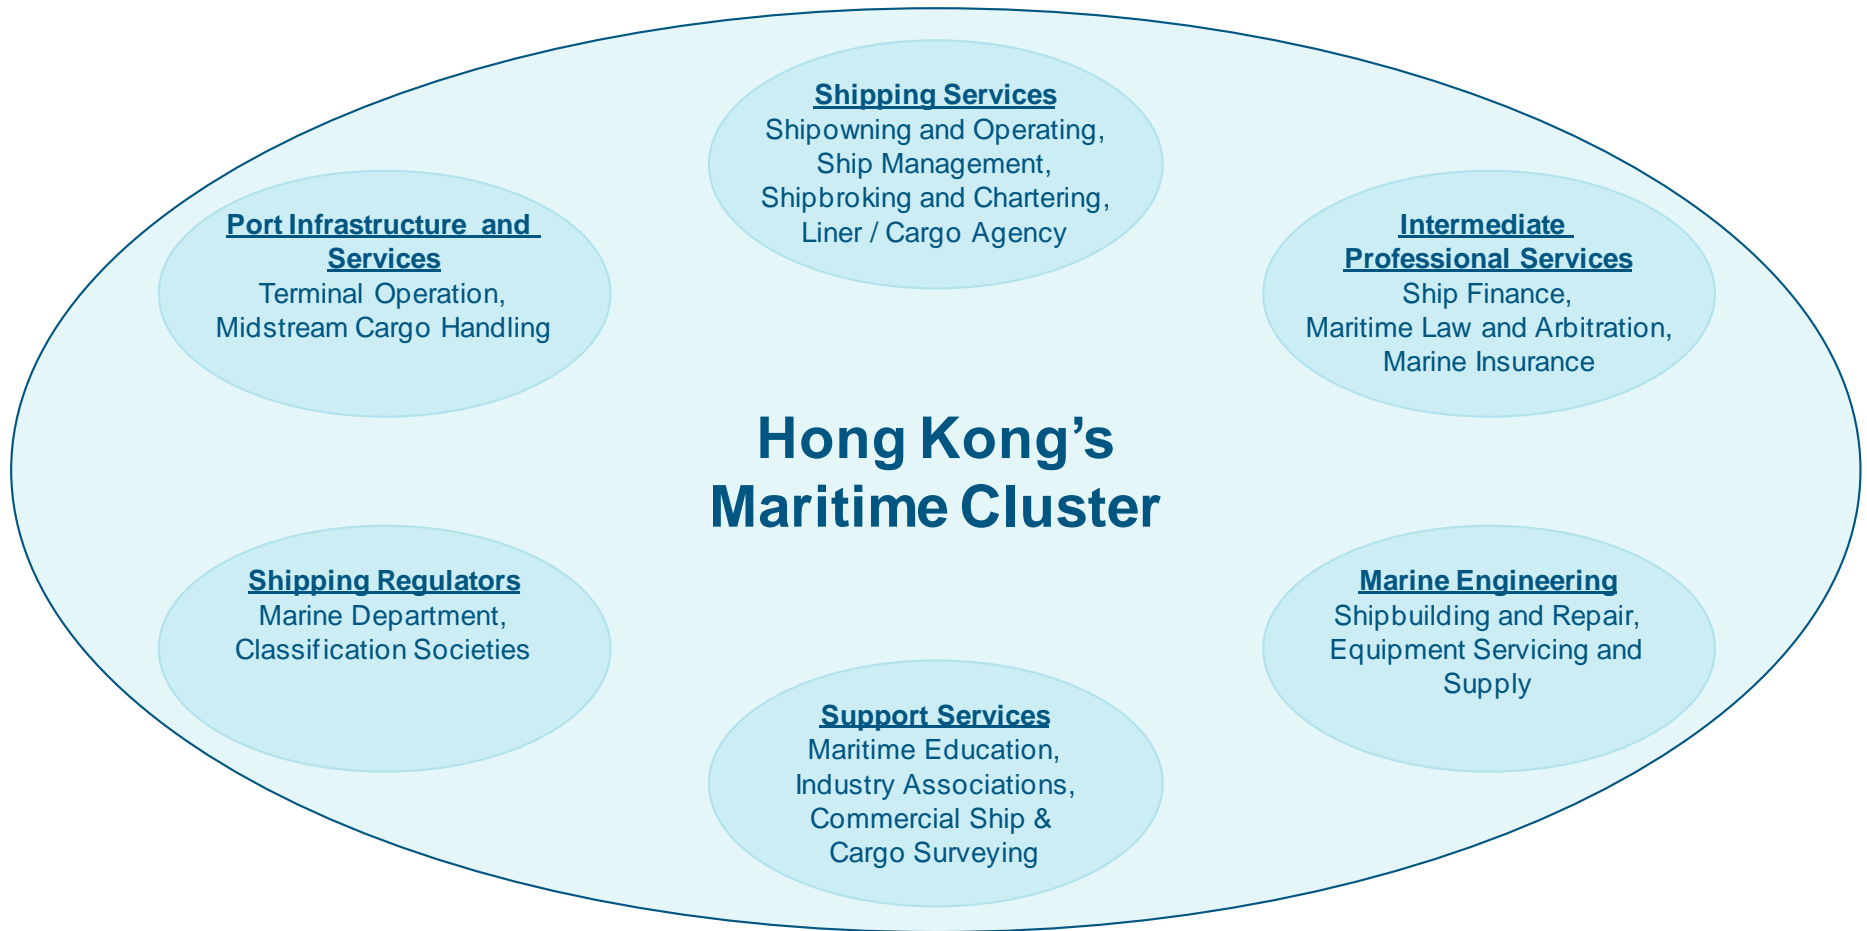 Shipping Services
Shipowning and Operating,
Ship Management,
Shipbroking and Chartering,
Liner / Cargo Agency
Port Infrastructure and
Services
Terminal Operation,
Midstream Cargo Handling
Intermediate
Professional Services
Ship Finance,
Maritime Law and Arbitration,
Marine Insurance
Hong Kong’s
Maritime Cluster
Shipping Regulators
Marine Department,
Classification Societies
Marine Engineering
Shipbuilding and Repair,
Equipment Servicing and
Supply
Support Services
Maritime Education,
Industry Associations,
Commercial Ship &
Cargo Surveying